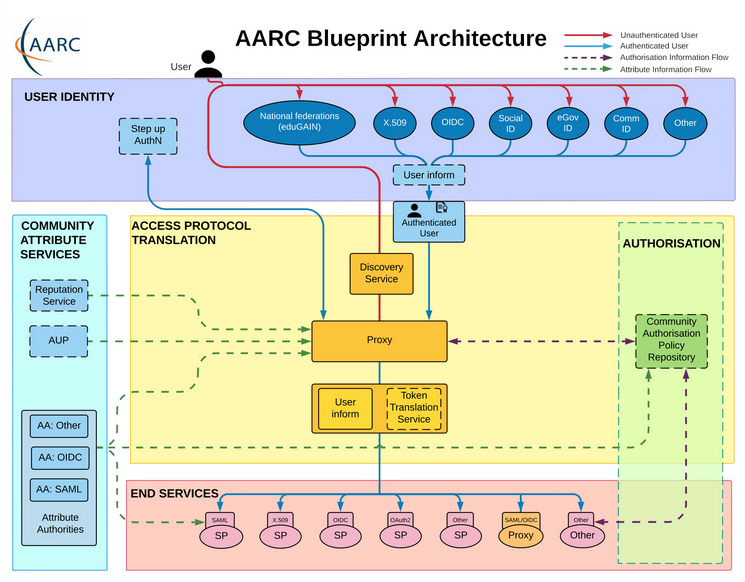 AARC
AARC Blueprint Architecture
Unauthenticated User
Authenticated User
Authorisation Information Flow
Attribute Information Flow
User
USER IDENTITY
Step up
AuthN
National federations
(eduGAIN)
X.509
OIDC
Social
ID
eGov
ID
Comm
ID
Other
User inform
Authenticated
User
COMMUNITY
ATTRIBUTE
SERVICES
ACCESS PROTOCOL
TRANSLATION
AUTHORISATION
Discovery
Service
Reputation
Service
AUP
Proxy
Community
Authorisation
Policy
Repository
User
inform
Token
Translation
Service
AA: Other
AA: OIDC
AA: SAML
Attribute
Authorities
END SERVICES
SAML
SP
X.509
SP
OIDC
SP
OAuth2
SP
Other
SP
SAML/OIDC
Proxy
Other
Other